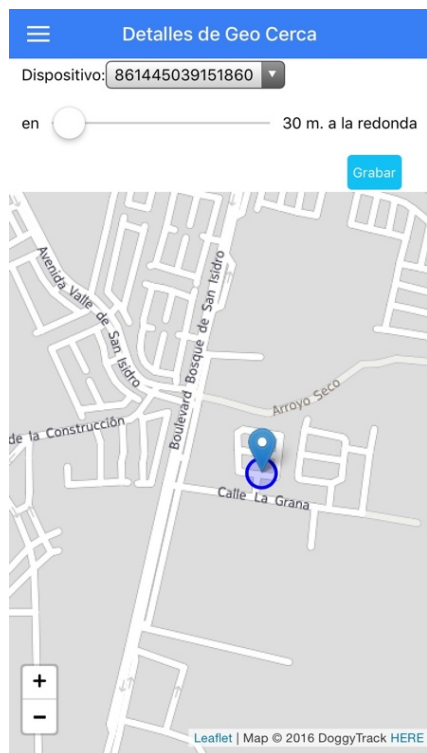 Detalles de Geo Cerca
Dispositivo: 861445039151860
en 30 m. a la redonda
Grabar
Avenida Valle de San Isidro
Boulevard Bosque de San Isidro
Arroyo Seco
de la Construcción
Calle La Grana
+
−
Leaflet | Map © 2016 DoggyTrack HERE